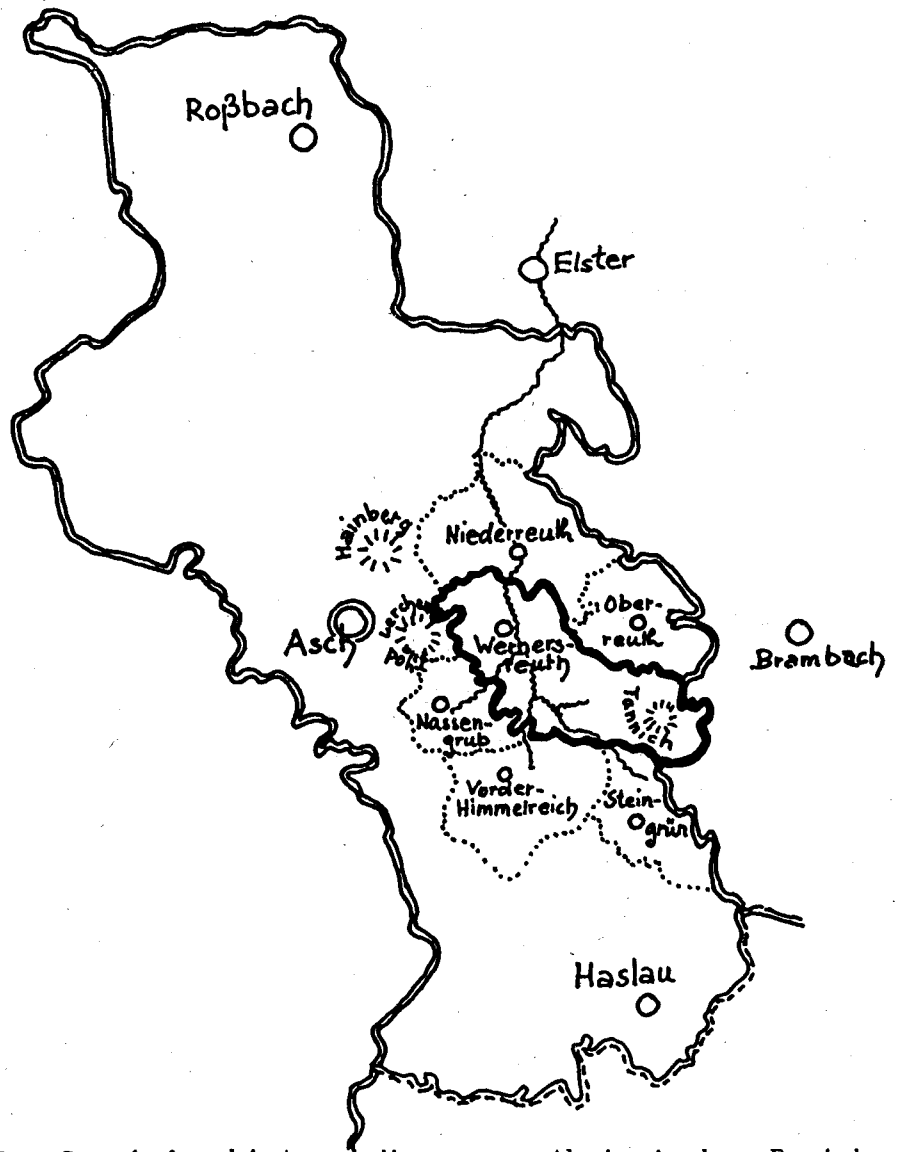 Roßbach
Elster
Hainberg
Niederreuth
Ober-
reuth
Asch
Wernersreuth
Brambach
Tannich
Nassen-
grub
Vorder-
Himmelreich
Stein-
grün
Haslau